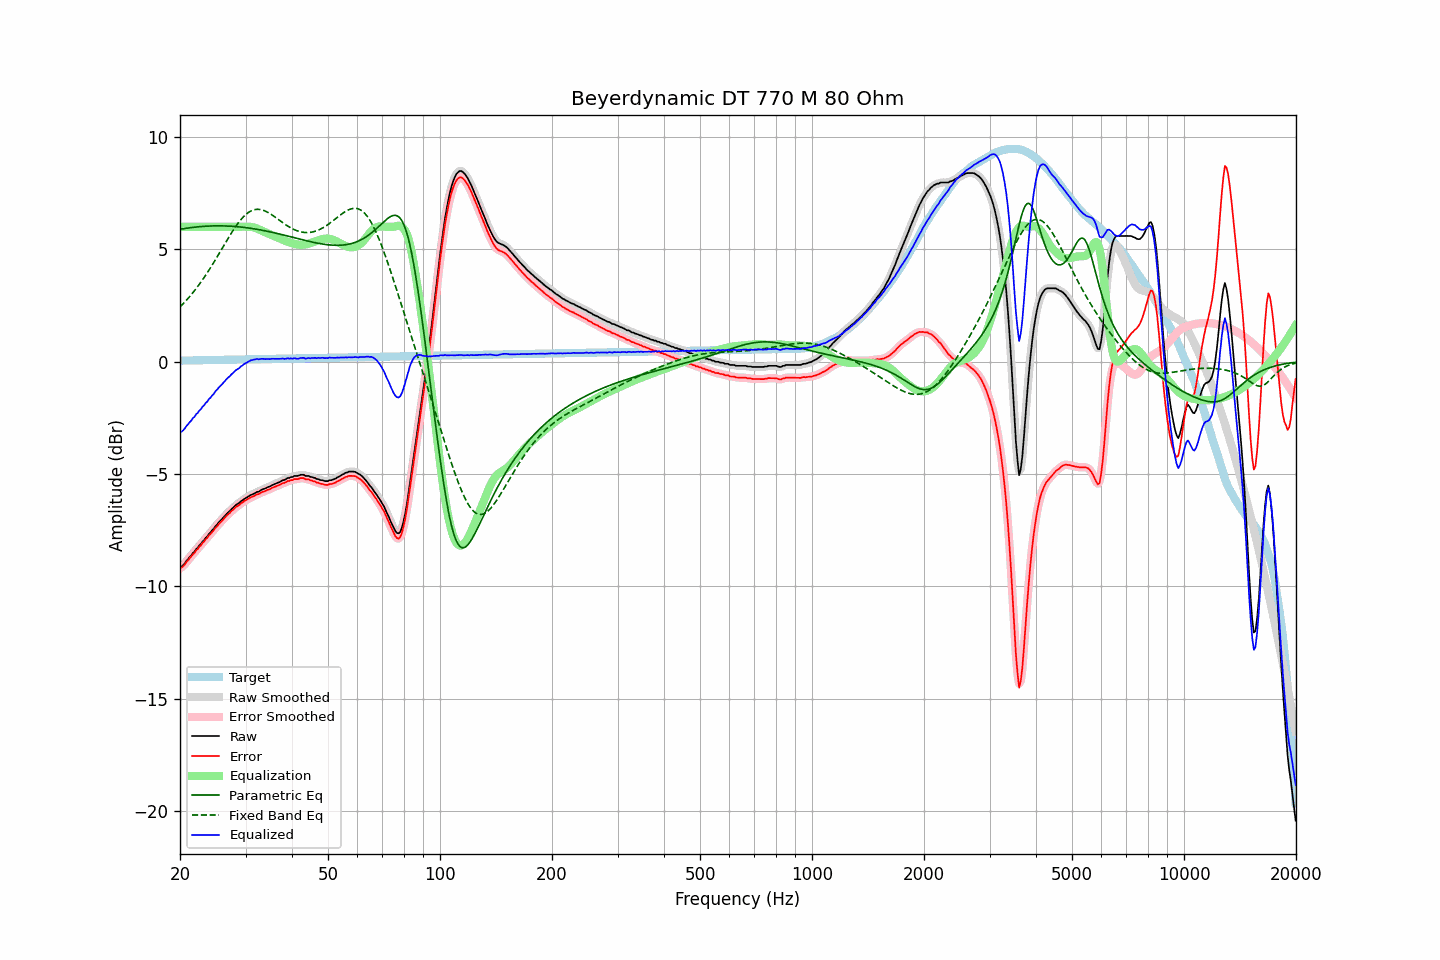 Beyerdynamic DT 770 M 80 Ohm
Amplitude (dBr)
10
5
0
−5
−10
−15
−20
Target
Raw Smoothed
Error Smoothed
Raw
Error
Equalization
Parametric Eq
Fixed Band Eq
Equalized
20 50 100 200 500 1000 2000 5000 10000 20000
Frequency (Hz)